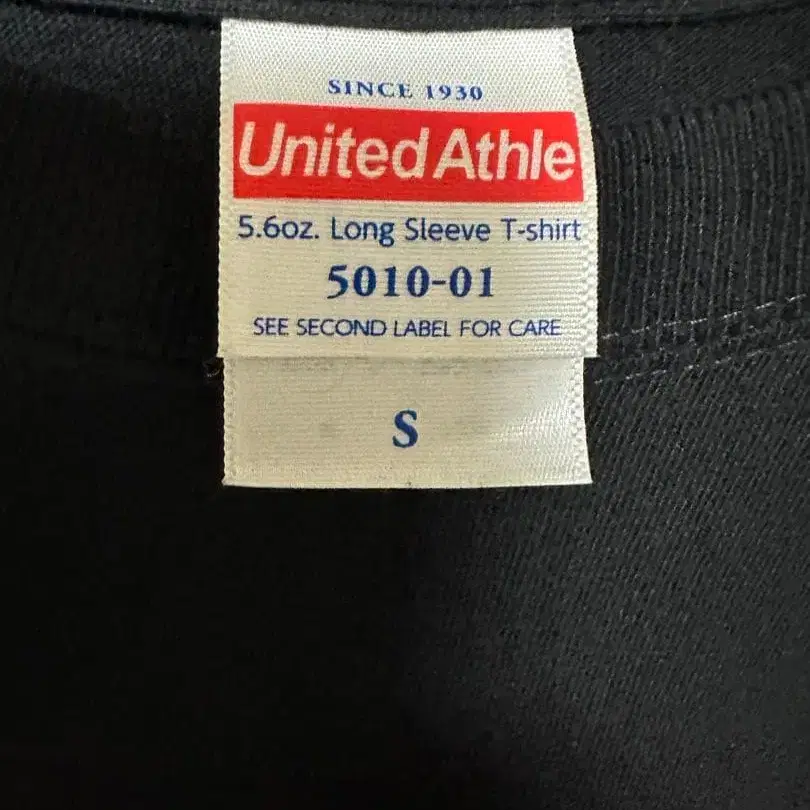 SINCE 1930
United Athle
5.6oz. Long Sleeve T-shirt
5010-01
SEE SECOND LABEL FOR CARE
S